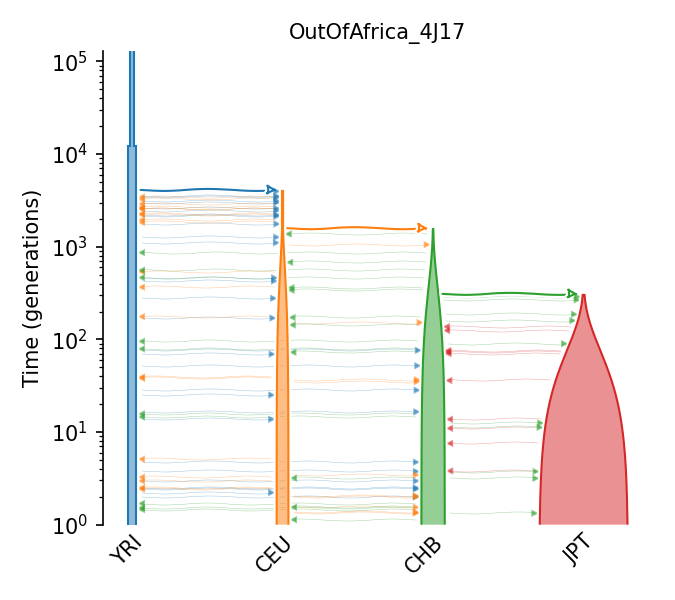 OutOfAfrica_4J17
Time (generations)
10⁵
10⁴
10³
10²
10¹
10⁰
YRI
CEU
CHB
JPT